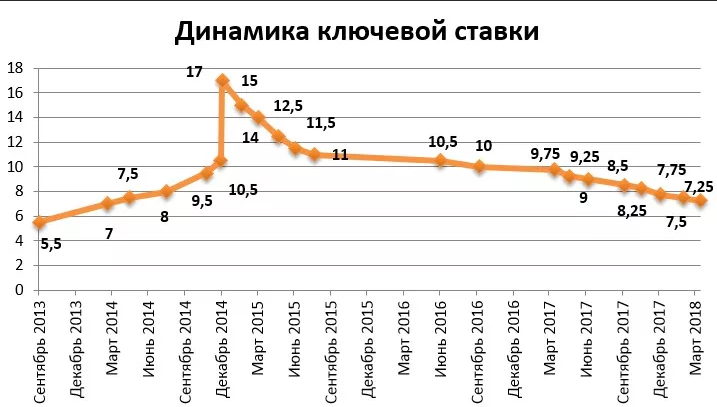 Динамика ключевой ставки
18
16
14
12
10
8
6
4
2
0
5,5
7
7,5
8
9,5
10,5
17
15
14
12,5
11,5
11
10,5
10
9,75
9,25
9
8,5
8,25
7,75
7,5
7,25
Сентябрь 2013
Декабрь 2013
Март 2014
Июнь 2014
Сентябрь 2014
Декабрь 2014
Март 2015
Июнь 2015
Сентябрь 2015
Декабрь 2015
Март 2016
Июнь 2016
Сентябрь 2016
Декабрь 2016
Март 2017
Июнь 2017
Сентябрь 2017
Декабрь 2017
Март 2018